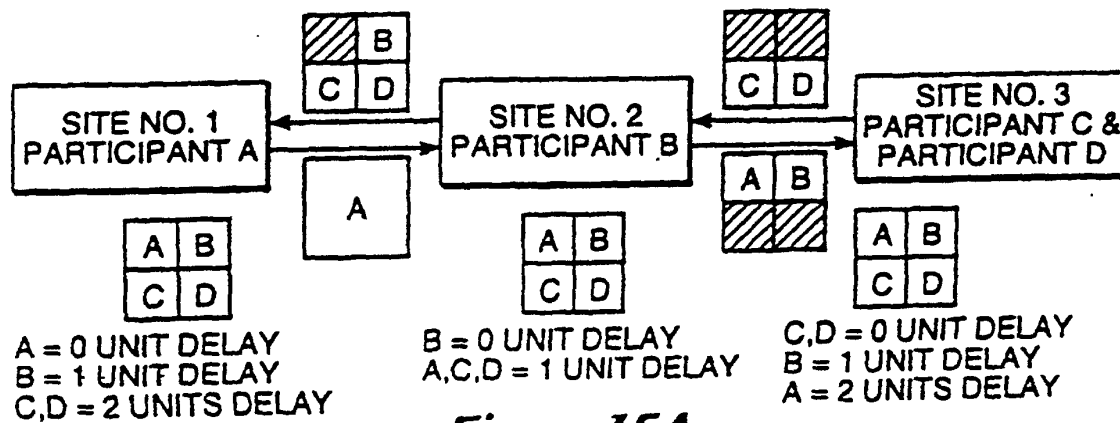 B
C D
C D
SITE NO. 1
PARTICIPANT A
SITE NO. 2
PARTICIPANT B
SITE NO. 3
PARTICIPANT C &
PARTICIPANT D
A
A B
A B
C D
A B
C D
A B
C D
A = 0 UNIT DELAY
B = 1 UNIT DELAY
C,D = 2 UNITS DELAY
B = 0 UNIT DELAY
A,C,D = 1 UNIT DELAY
C,D = 0 UNIT DELAY
B = 1 UNIT DELAY
A = 2 UNITS DELAY